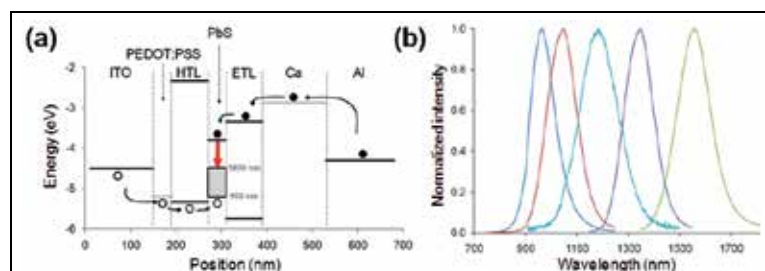 (a)
PbS
PEDOT:PSS
ITO HTL ETL Ca Al
-2
-3
-4
-5
-6
Energy (eV)
0 100 200 300 400 500 600 700
Position (nm)
(b)
1.0
0.8
0.6
0.4
0.2
0.0
Normalized intensity
700 900 1100 1300 1500
Wavelength (nm)